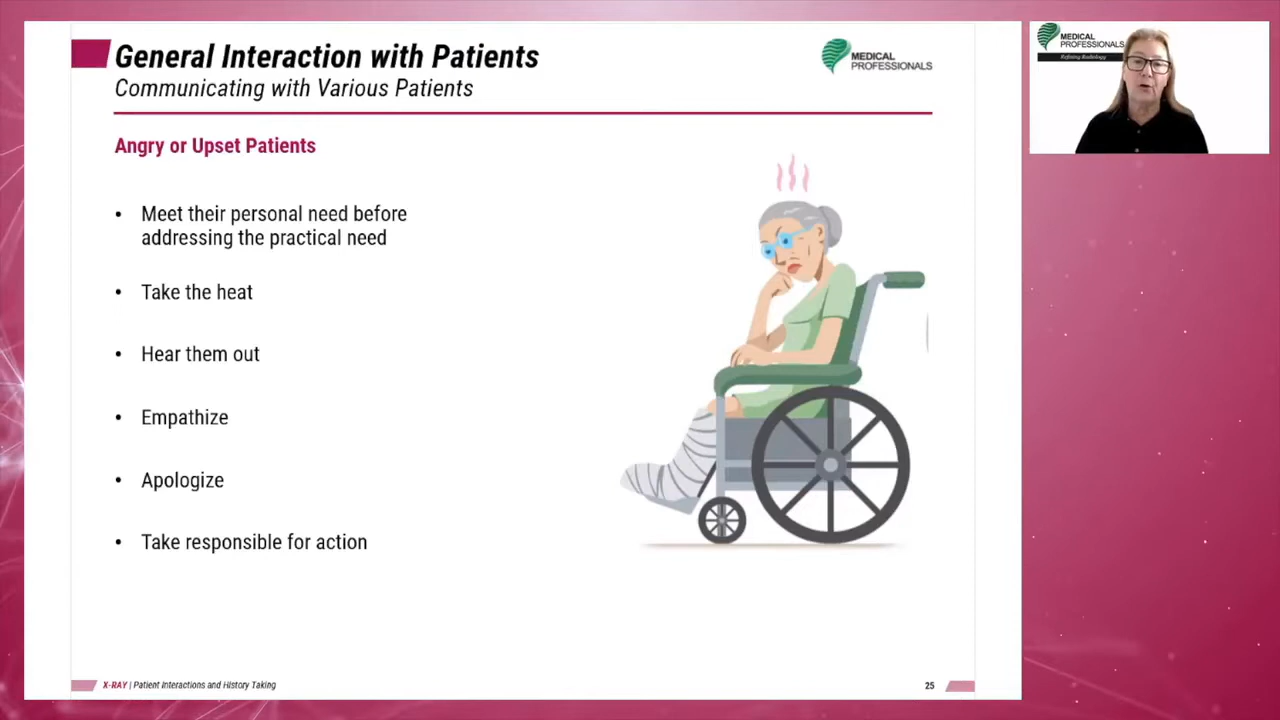 General Interaction with Patients
Communicating with Various Patients
MEDICAL
PROFESSIONALS
Angry or Upset Patients
• Meet their personal need before
addressing the practical need
• Take the heat
• Hear them out
• Empathize
• Apologize
• Take responsible for action
X-RAY | Patient Interactions and History Taking
25
MEDICAL
PROFESSIONALS
Refining Radiology